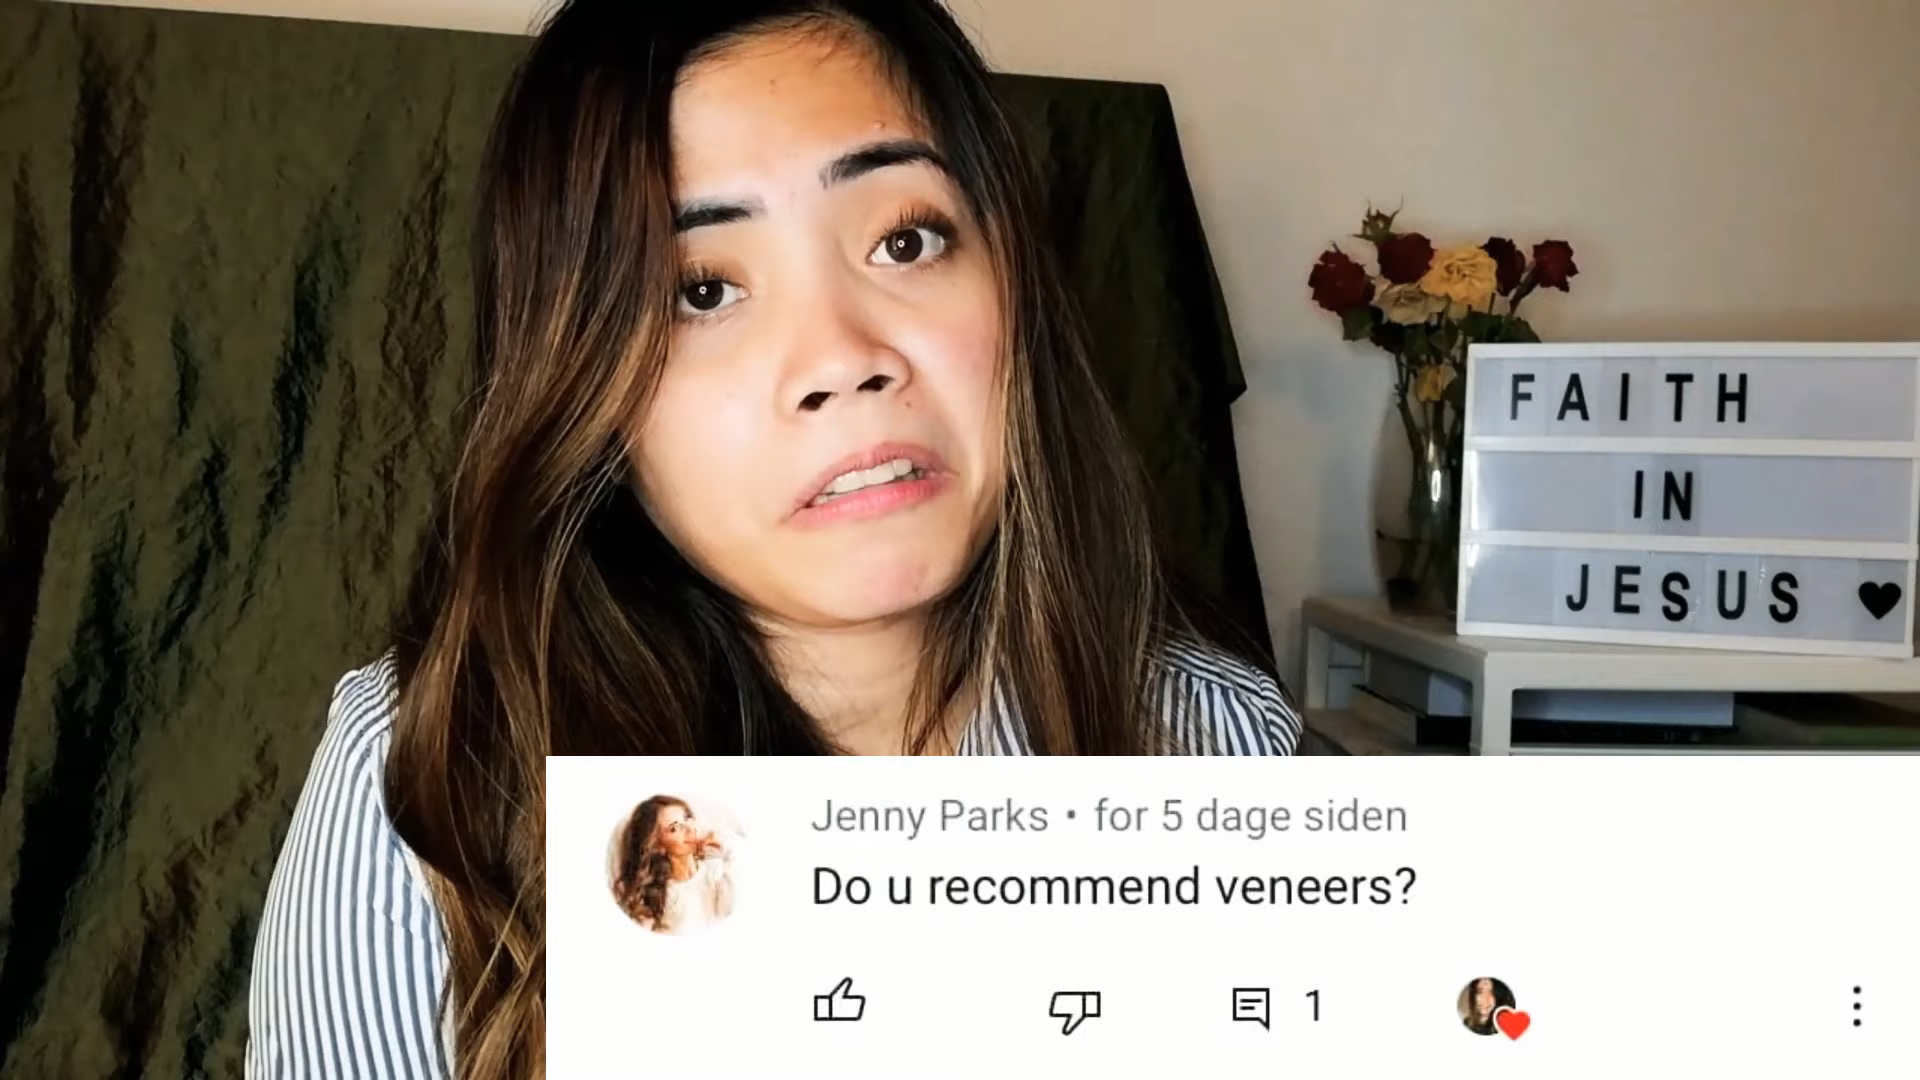 FAITH
IN
JESUS
Jenny Parks • for 5 dage siden
Do u recommend veneers?
1